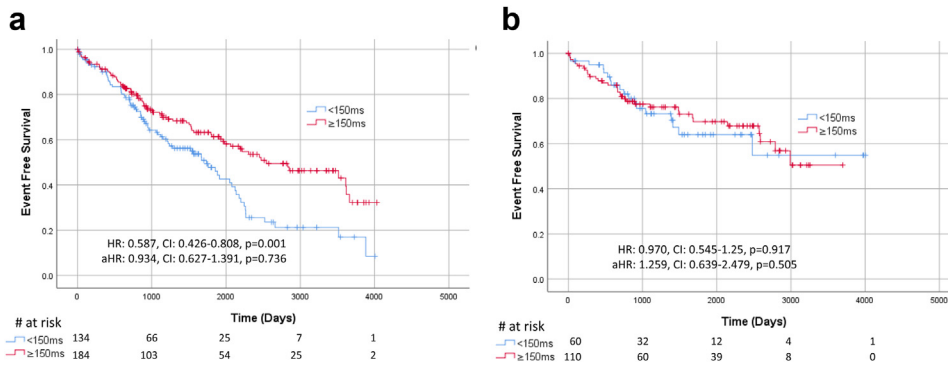 a
Event Free Survival
1.0
0.8
0.6
0.4
0.2
0.0
<150ms
≥150ms
HR: 0.587, CI: 0.426-0.808, p=0.001
aHR: 0.934, CI: 0.627-1.391, p=0.736
0 1000 2000 3000 4000 5000
Time (Days)
# at risk
<150ms 134 66 25 7 1
≥150ms 184 103 54 25 2
b
Event Free Survival
1.0
0.8
0.6
0.4
0.2
0.0
<150ms
≥150ms
HR: 0.970, CI: 0.545-1.25, p=0.917
aHR: 1.259, CI: 0.639-2.479, p=0.505
0 1000 2000 3000 4000 5000
Time (Days)
# at risk
<150ms 60 32 12 4 1
≥150ms 110 60 39 8 0